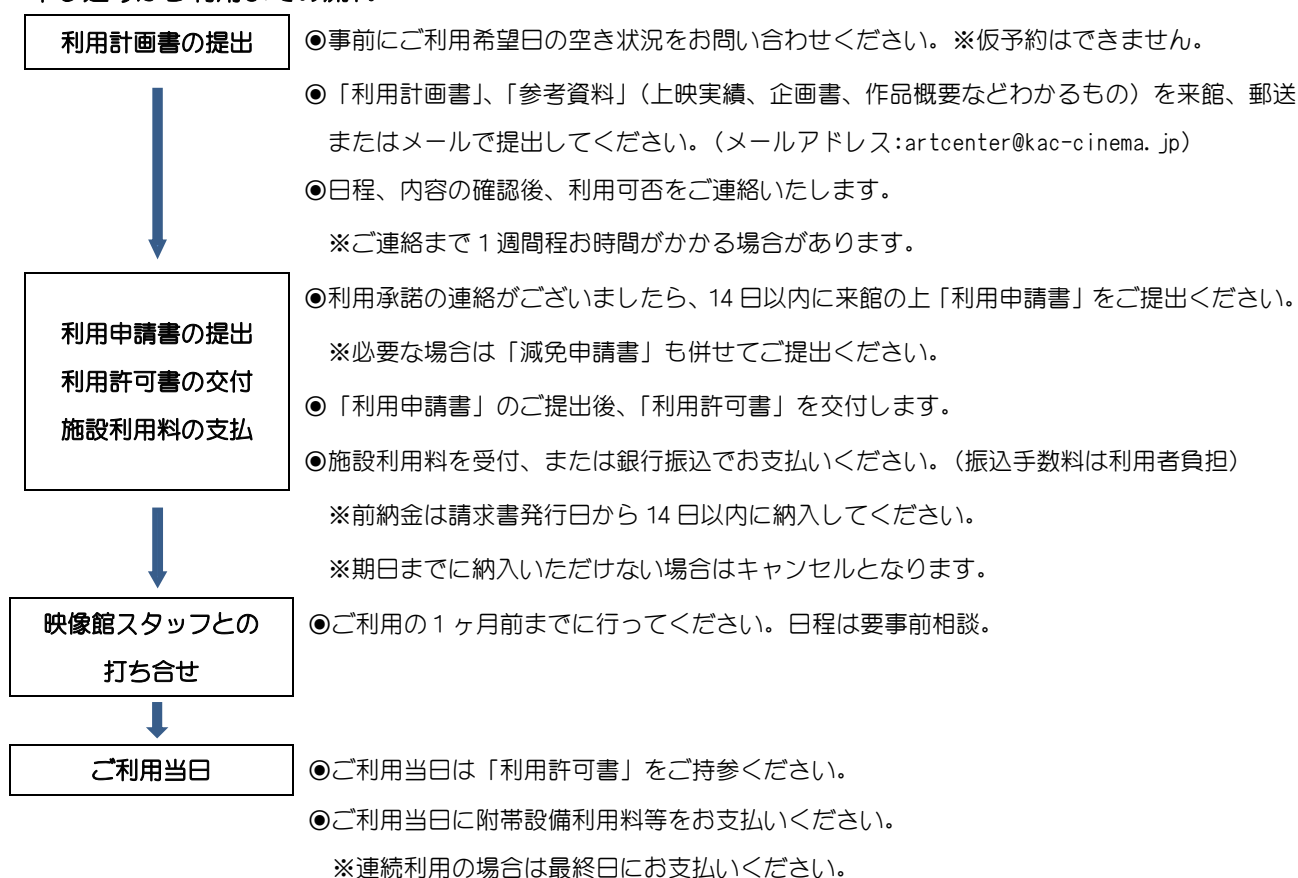 利用計画書の提出
◉事前にご利用希望日の空き状況をお問い合わせください。※仮予約はできません。
◉「利用計画書」、「参考資料」（上映実績、企画書、作品概要などわかるもの）を来館、郵送
またはメールで提出してください。（メールアドレス:artcenter@kac-cinema.jp）
◉日程、内容の確認後、利用可否をご連絡いたします。
※ご連絡まで1週間程お時間がかかる場合があります。
利用申請書の提出
利用許可書の交付
施設利用料の支払
◉利用承諾の連絡がございましたら、14日以内に来館の上「利用申請書」をご提出ください。
※必要な場合は「減免申請書」も併せてご提出ください。
◉「利用申請書」のご提出後、「利用許可書」を交付します。
◉施設利用料を受付、または銀行振込でお支払いください。（振込手数料は利用者負担）
※前納金は請求書発行日から14日以内に納入してください。
※期日までに納入いただけない場合はキャンセルとなります。
映像館スタッフとの
打ち合せ
◉ご利用の1ヶ月前までに行ってください。日程は要事前相談。
ご利用当日
◉ご利用当日は「利用許可書」をご持参ください。
◉ご利用当日に附帯設備利用料等をお支払いください。
※連続利用の場合は最終日にお支払いください。